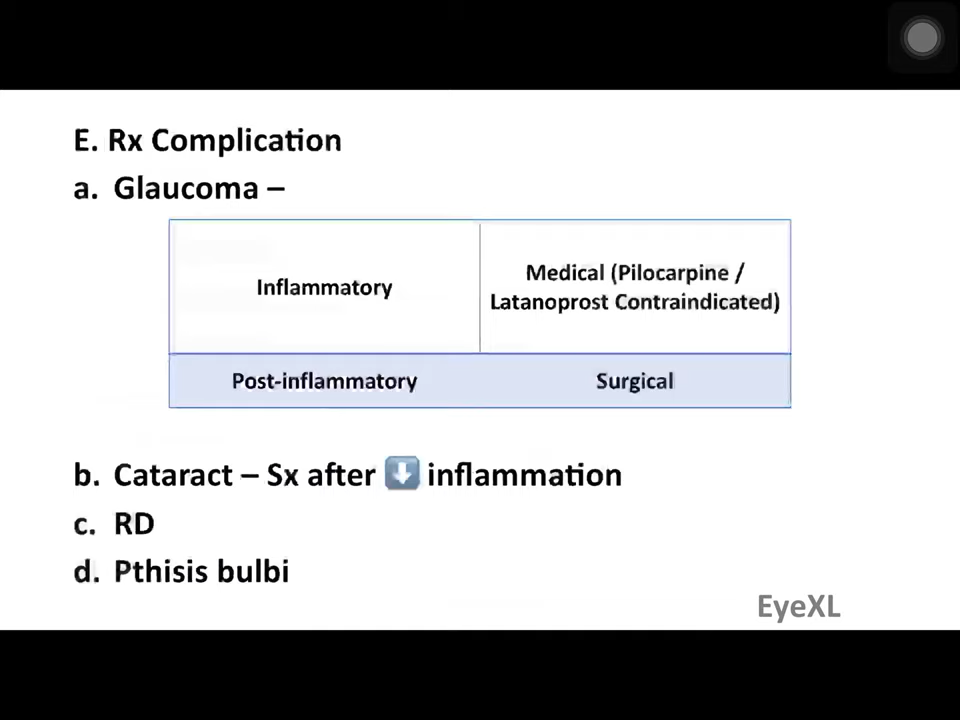 E. Rx Complication
a. Glaucoma –
Inflammatory
Medical (Pilocarpine /
Latanoprost Contraindicated)
Post-inflammatory
Surgical
b. Cataract – Sx after ⬇️ inflammation
c. RD
d. Pthisis bulbi
EyeXL